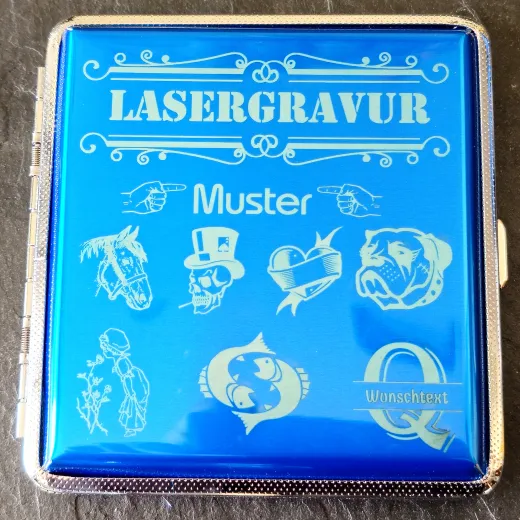 LASERGRAVUR
Muster
Q
Wunschtext